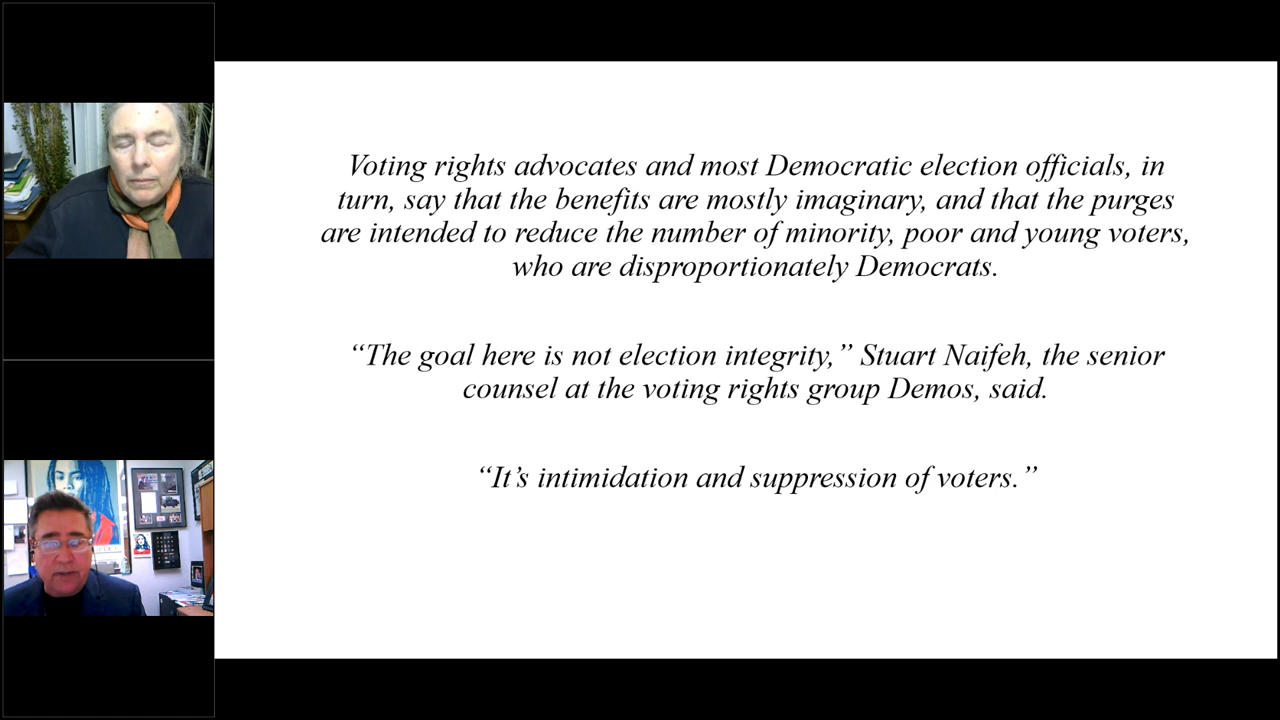 Voting rights advocates and most Democratic election officials, in
turn, say that the benefits are mostly imaginary, and that the purges
are intended to reduce the number of minority, poor and young voters,
who are disproportionately Democrats.
“The goal here is not election integrity,” Stuart Naifeh, the senior
counsel at the voting rights group Demos, said.
“It’s intimidation and suppression of voters.”